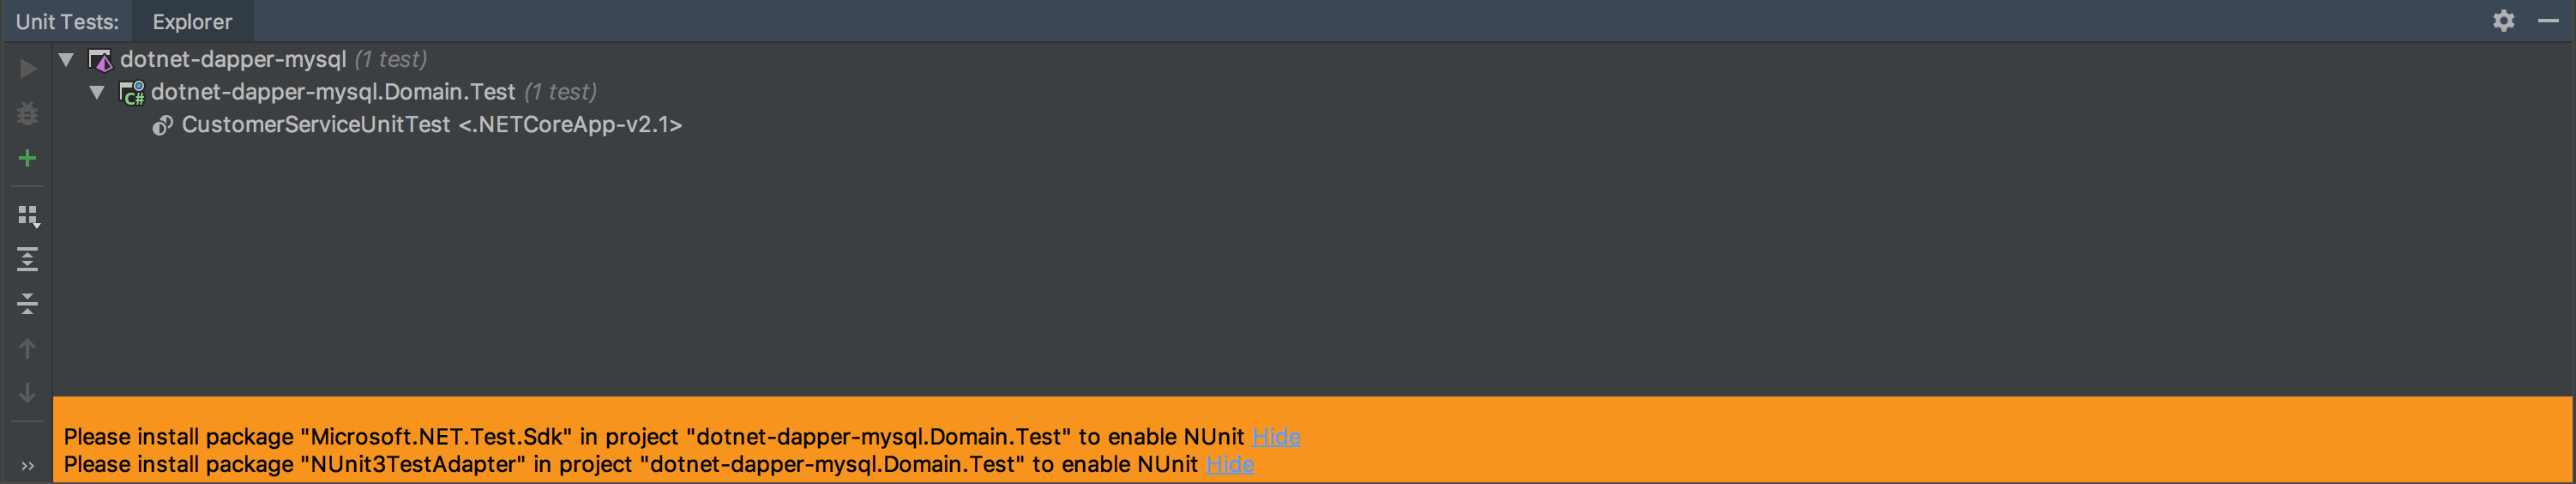 Unit Tests: Explorer
dotnet-dapper-mysql (1 test)
dotnet-dapper-mysql.Domain.Test (1 test)
CustomerServiceUnitTest <.NETCoreApp-v2.1>
Please install package "Microsoft.NET.Test.Sdk" in project "dotnet-dapper-mysql.Domain.Test" to enable NUnit Hide
Please install package "NUnit3TestAdapter" in project "dotnet-dapper-mysql.Domain.Test" to enable NUnit Hide